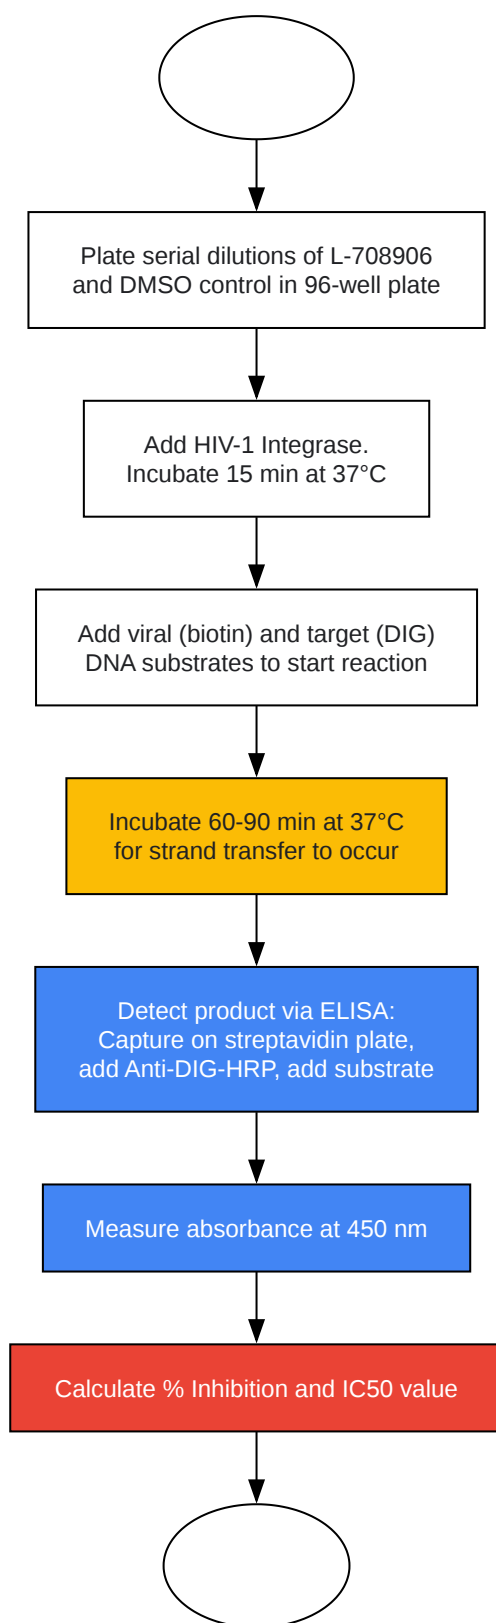 Plate serial dilutions of L-708906
and DMSO control in 96-well plate
Add HIV-1 Integrase.
Incubate 15 min at 37°C
Add viral (biotin) and target (DIG)
DNA substrates to start reaction
Incubate 60-90 min at 37°C
for strand transfer to occur
Detect product via ELISA:
Capture on streptavidin plate,
add Anti-DIG-HRP, add substrate
Measure absorbance at 450 nm
Calculate % Inhibition and IC50 value